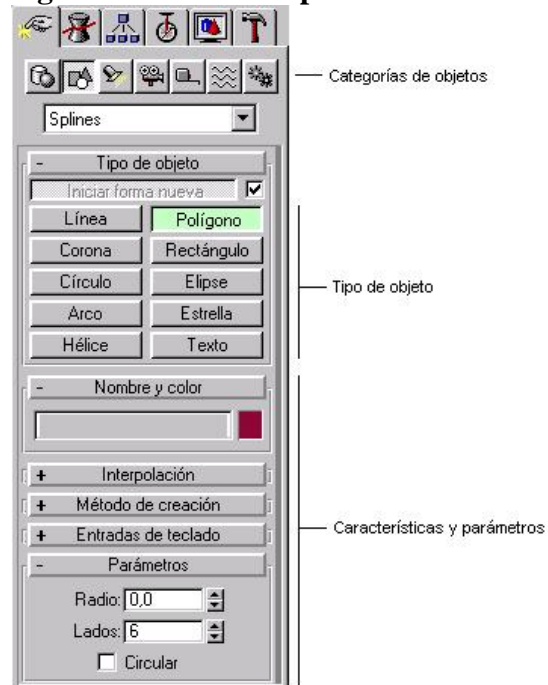 Categorías de objetos
Splines
- Tipo de objeto
Iniciar forma nueva
Línea Polígono
Corona Rectángulo
Círculo Elipse
Tipo de objeto
Arco Estrella
Hélice Texto
- Nombre y color
+ Interpolación
+ Método de creación
+ Entradas de teclado
Características y parámetros
- Parámetros
Radio: 0,0
Lados: 6
Circular